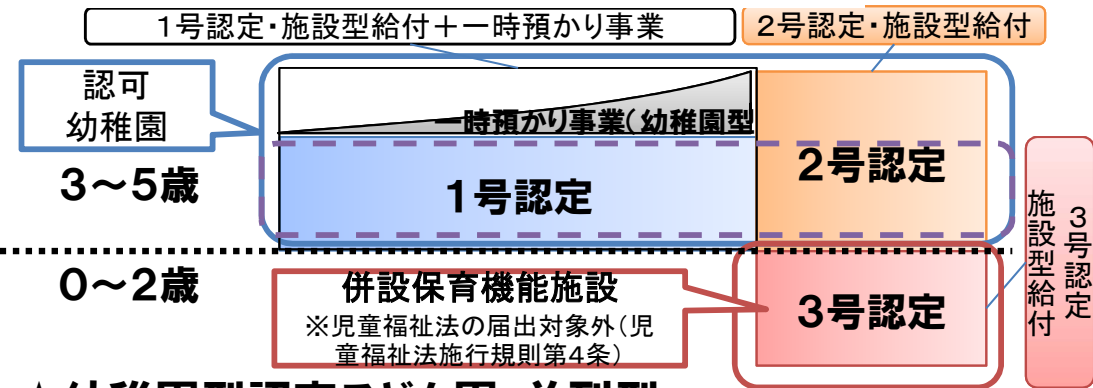 1号認定・施設型給付+一時預かり事業
2号認定・施設型給付
認可
幼稚園
一時預かり事業(幼稚園型
3~5歳
1号認定
2号認定
3号認定
施設型給付
0~2歳
併設保育機能施設
※児童福祉法の届出対象外(児
童福祉法施行規則第4条)
3号認定